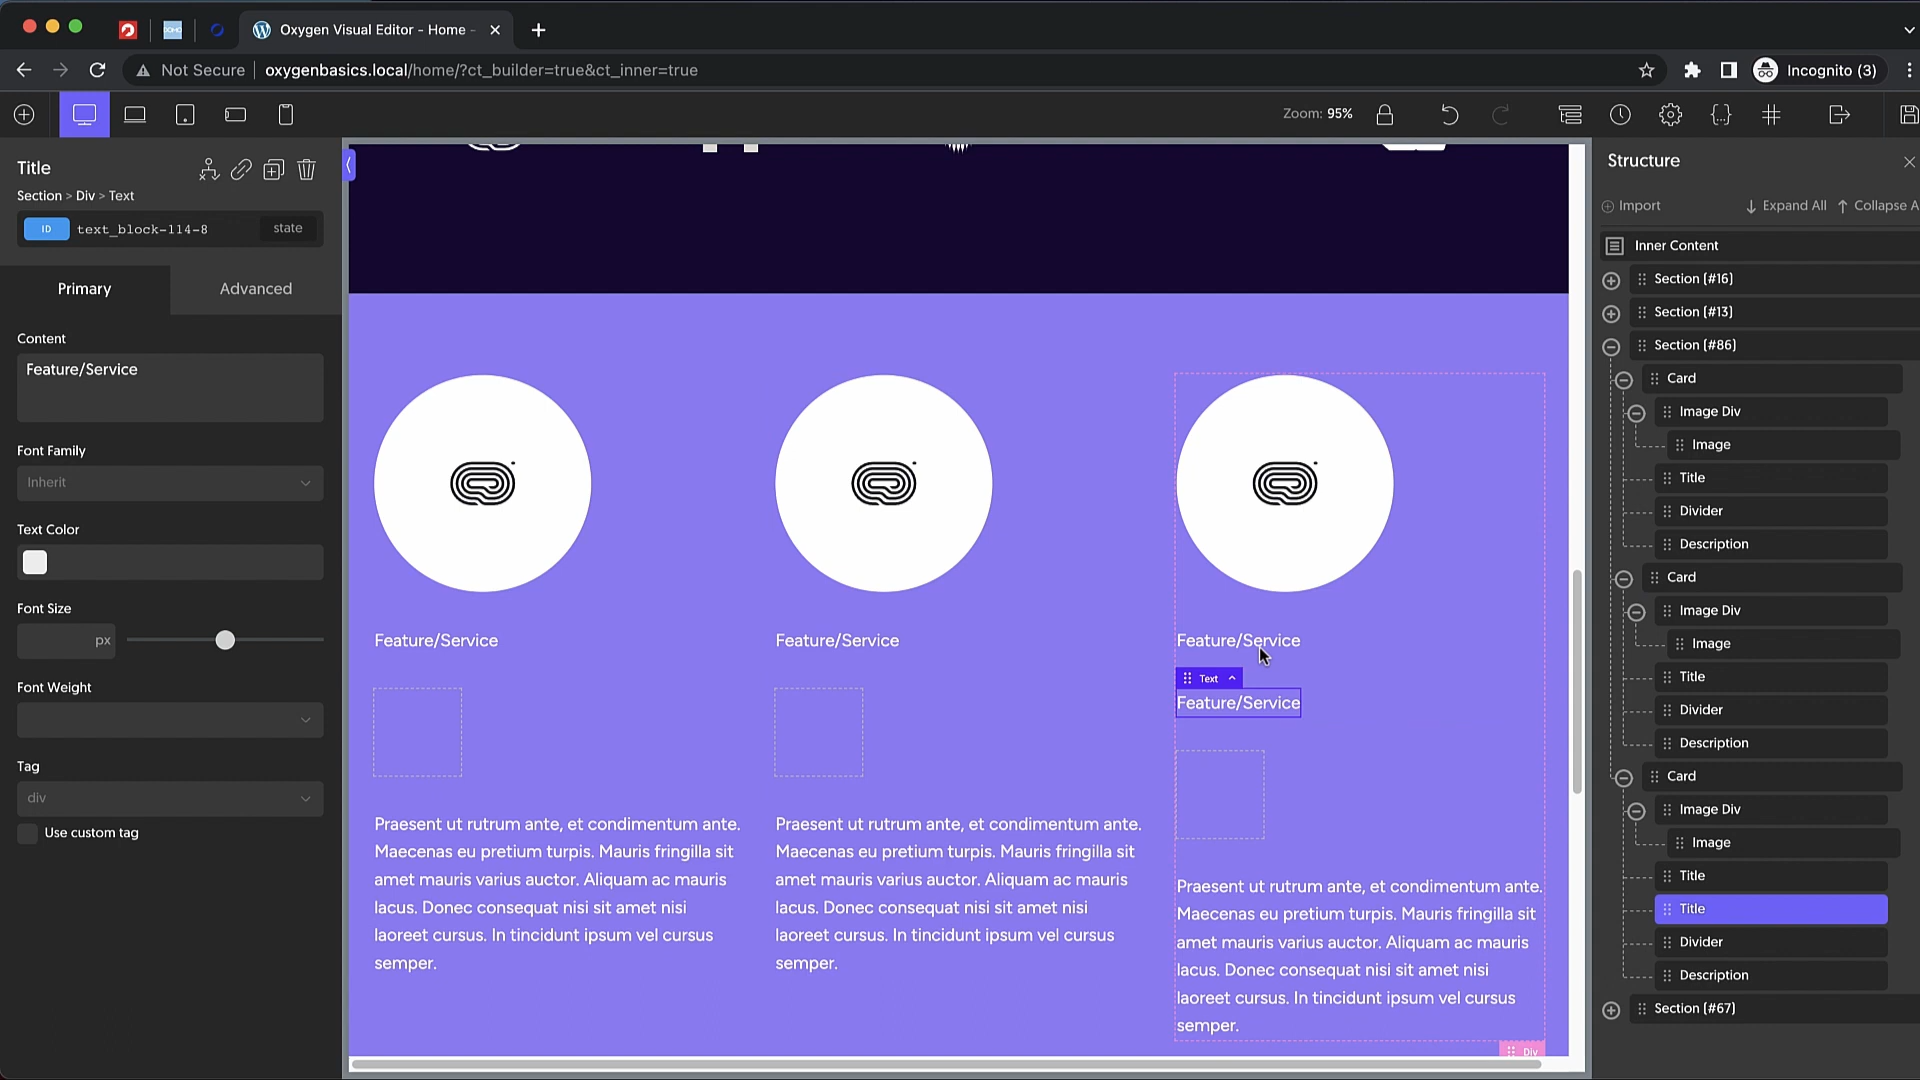 Oxygen Visual Editor - Home -
Not Secure
oxygenbasics.local/home/?ct_builder=true&ct_inner=true
Incognito (3)
Zoom: 95%
Title
Section > Div > Text
ID
text_block-114-8
state
Primary
Advanced
Content
Feature/Service
Font Family
Inherit
Text Color
Font Size
px
Font Weight
Tag
div
Use custom tag
Feature/Service
Praesent ut rutrum ante, et condimentum ante.
Maecenas eu pretium turpis. Mauris fringilla sit
amet mauris varius auctor. Aliquam ac mauris
lacus. Donec consequat nisi sit amet nisi
laoreet cursus. In tincidunt ipsum vel cursus
semper.
Feature/Service
Praesent ut rutrum ante, et condimentum ante.
Maecenas eu pretium turpis. Mauris fringilla sit
amet mauris varius auctor. Aliquam ac mauris
lacus. Donec consequat nisi sit amet nisi
laoreet cursus. In tincidunt ipsum vel cursus
semper.
Feature/Service
Text
Feature/Service
Praesent ut rutrum ante, et condimentum ante.
Maecenas eu pretium turpis. Mauris fringilla sit
amet mauris varius auctor. Aliquam ac mauris
lacus. Donec consequat nisi sit amet nisi
laoreet cursus. In tincidunt ipsum vel cursus
semper.
Div
Structure
Import
Expand All
Collapse A
Inner Content
Section (#16)
Section (#13)
Section (#86)
Card
Image Div
Image
Title
Divider
Description
Card
Image Div
Image
Title
Divider
Description
Card
Image Div
Image
Title
Title
Divider
Description
Section (#67)